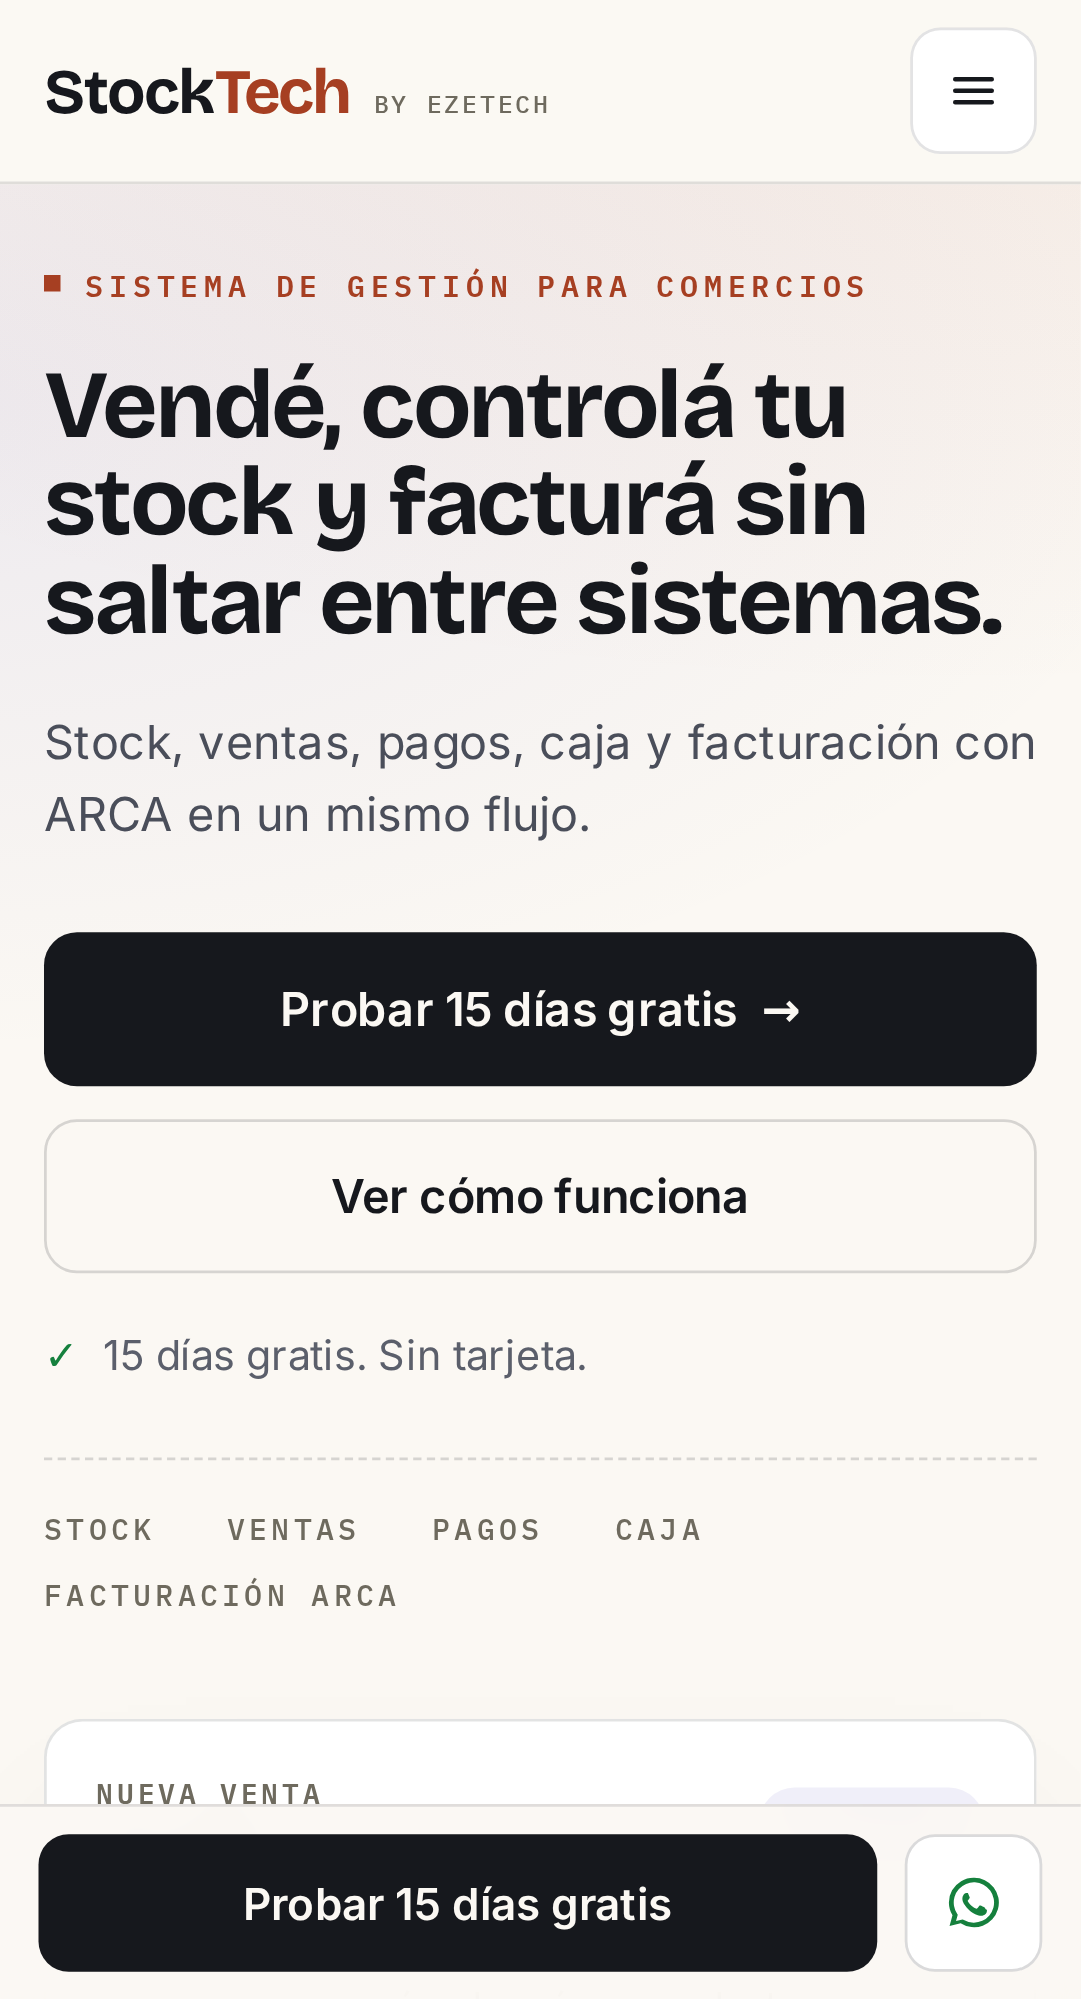 StockTech BY EZETECH
SISTEMA DE GESTIÓN PARA COMERCIOS
Vendé, controlá tu
stock y facturá sin
saltar entre sistemas.
Stock, ventas, pagos, caja y facturación con
ARCA en un mismo flujo.
Probar 15 días gratis →
Ver cómo funciona
✓ 15 días gratis. Sin tarjeta.
STOCK VENTAS PAGOS CAJA
FACTURACIÓN ARCA
NUEVA VENTA
Probar 15 días gratis